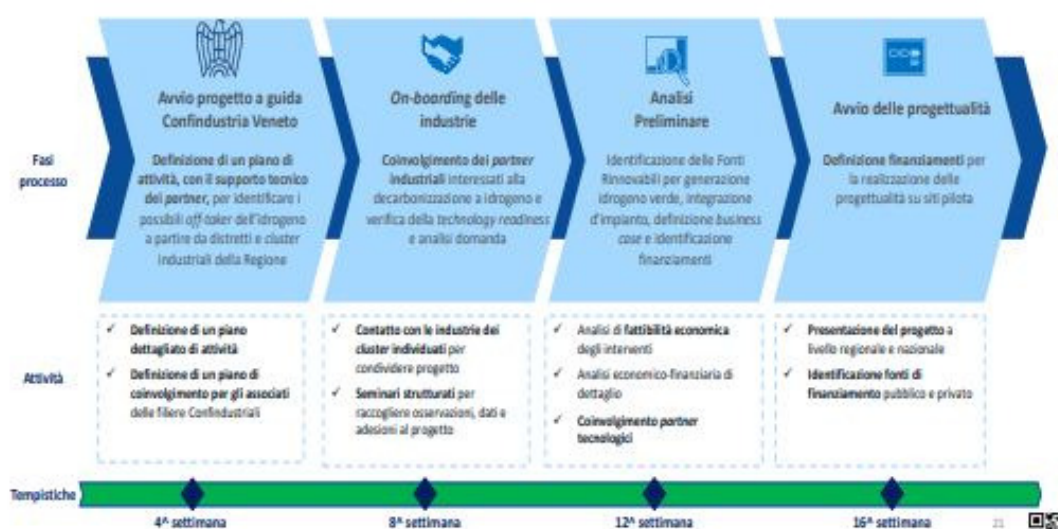 Avvio progetto a guida
Confindustria Veneto
On-boarding delle
industrie
Analisi
Preliminare
Avvio delle progettualità
Fasi
processo
Definizione di un piano di
attività, con il supporto tecnico
dei partner, per identificare i
possibili off-taker dell'idrogeno
a partire da distretti e cluster
industriali della Regione
Coinvolgimento dei partner
industriali interessati alla
decarbonizzazione a idrogeno e
verifica della technology readiness
e analisi domanda
Identificazione delle Fonti
Rinnovabili per generazione
idrogeno verde, integrazione
d'impianto, definizione business
case e identificazione
finanziamenti
Definizione finanziamenti per
la realizzazione delle
progettualità su siti pilota
Attività
✓ Definizione di un piano
dettagliato di attività
✓ Definizione di un piano di
coinvolgimento per gli associati
delle filiere Confindustriali
✓ Contatto con le industrie dei
cluster individuati per
condividere progetto
✓ Seminari strutturati per
raccogliere osservazioni, dati e
adesioni al progetto
✓ Analisi di fattibilità economica
degli interventi
✓ Analisi economico-finanziaria di
dettaglio
✓ Coinvolgimento partner
tecnologici
✓ Presentazione del progetto a
livello regionale e nazionale
✓ Identificazione fonti di
finanziamento pubblico e privato
Tempistiche
4ᴬ settimana
8ᴬ settimana
12ᴬ settimana
16ᴬ settimana
21